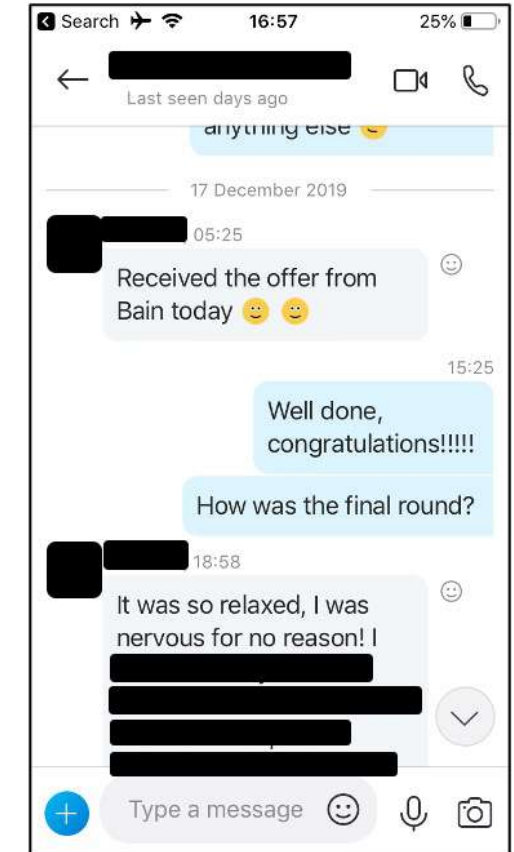 Search 16:57 25%
Last seen days ago
anything else
17 December 2019
05:25
Received the offer from
Bain today
15:25
Well done,
congratulations!!!!!
How was the final round?
18:58
It was so relaxed, I was
nervous for no reason! I
Type a message